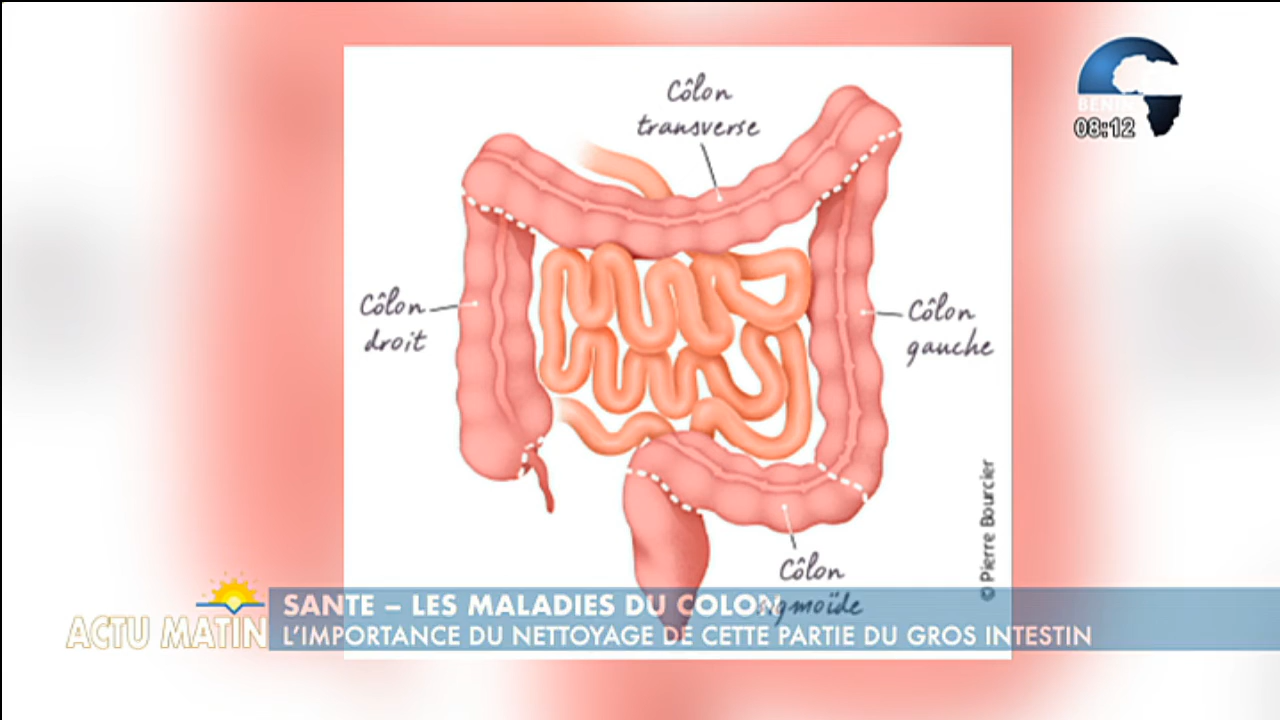 Côlon
transverse
BENIN
08:12
Côlon
droit
Côlon
gauche
© Pierre Bourcier
Côlon
sigmoïde
ACTU MATIN
SANTE – LES MALADIES DU COLON
L'IMPORTANCE DU NETTOYAGE DE CETTE PARTIE DU GROS INTESTIN